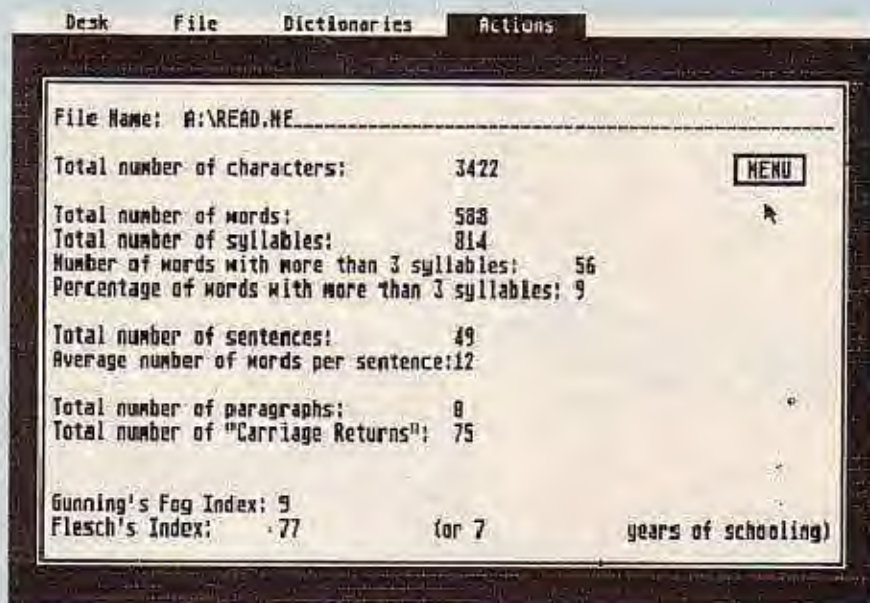 Desk File Dictionaries Actions
File Name: A:\READ.ME
Total number of characters: 3422
MENU
Total number of words: 588
Total number of syllables: 814
Number of words with more than 3 syllables: 56
Percentage of words with more than 3 syllables: 9
Total number of sentences: 49
Average number of words per sentence:12
Total number of paragraphs: 8
Total number of "Carriage Returns": 75
Gunning's Fog Index: 9
Flesch's Index: 77 (or 7 years of schooling)